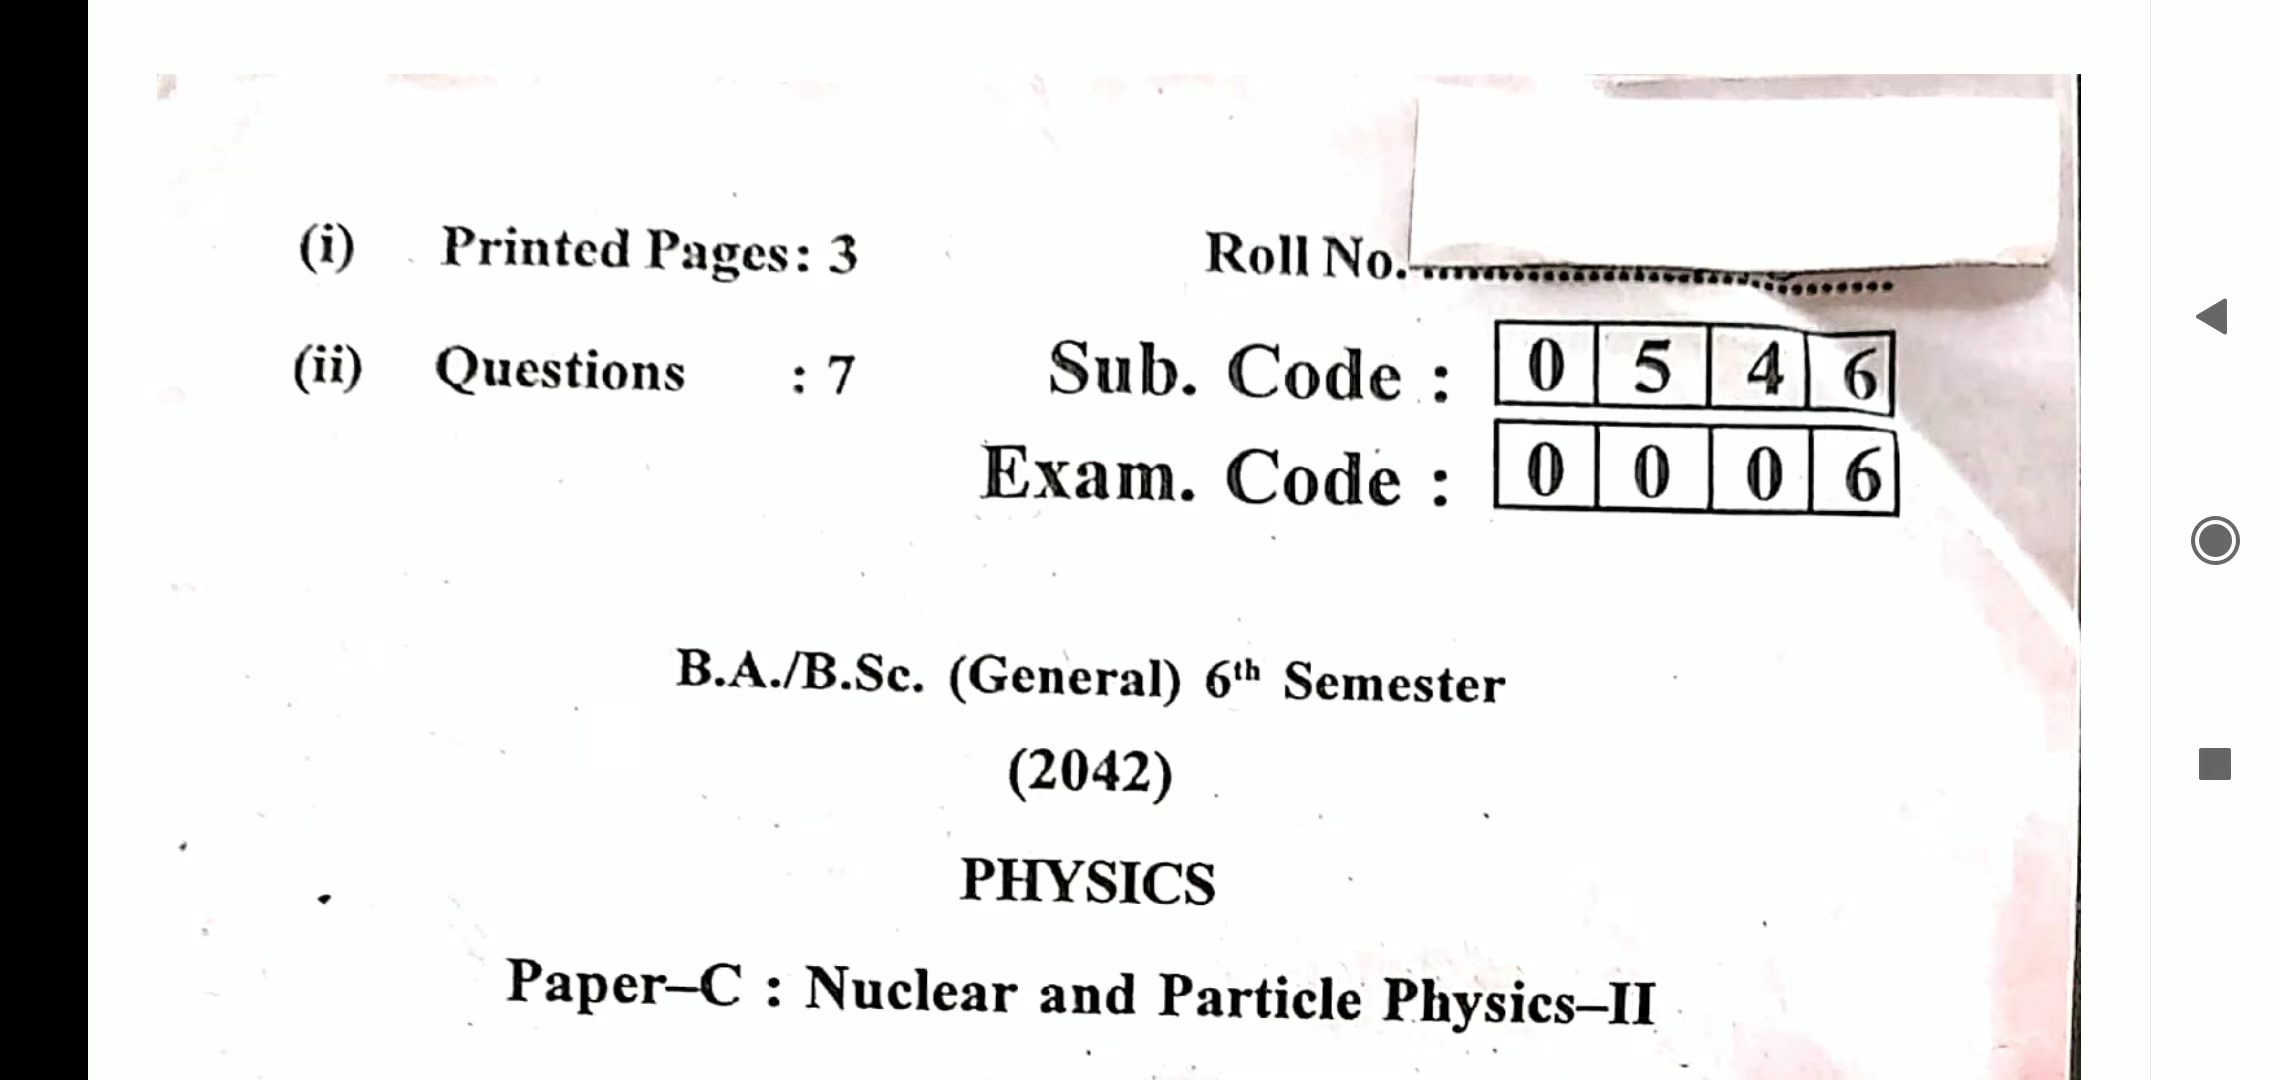 (i) Printed Pages: 3 Roll No. ................................
(ii) Questions : 7 Sub. Code : 0 5 4 6
Exam. Code : 0 0 0 6
B.A./B.Sc. (General) 6th Semester
(2042)
PHYSICS
Paper–C : Nuclear and Particle Physics–II